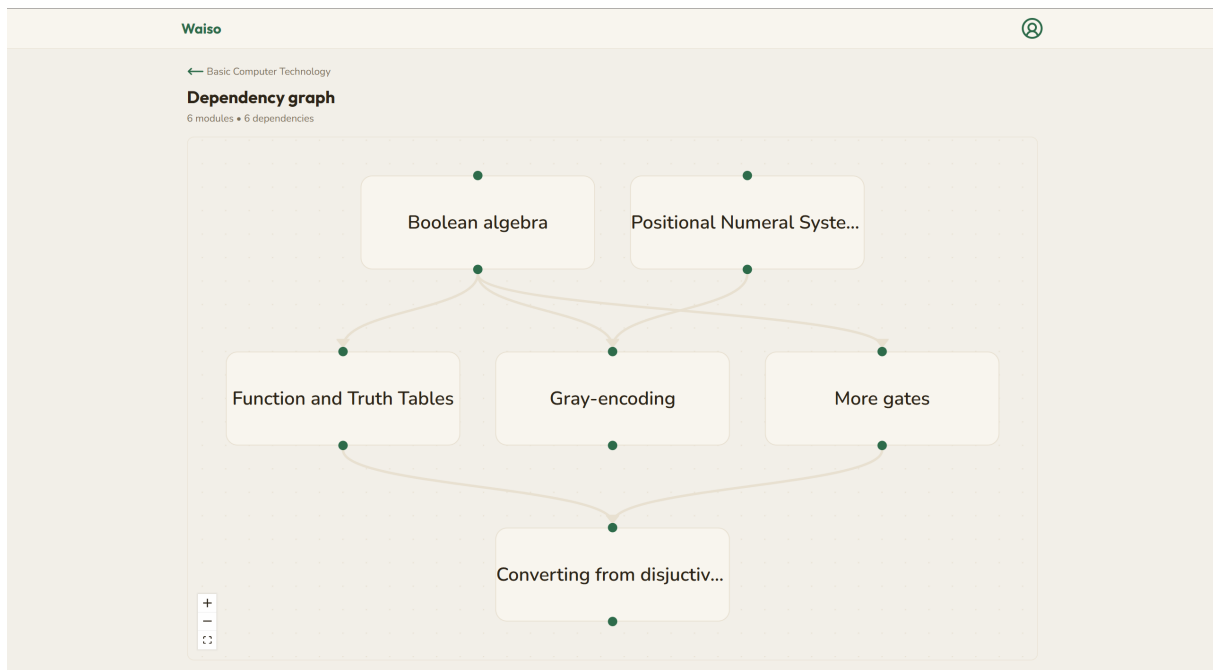 Waiso
Basic Computer Technology
Dependency graph
6 modules • 6 dependencies
Boolean algebra
Positional Numeral Syste...
Function and Truth Tables
Gray-encoding
More gates
Converting from disjuctiv...